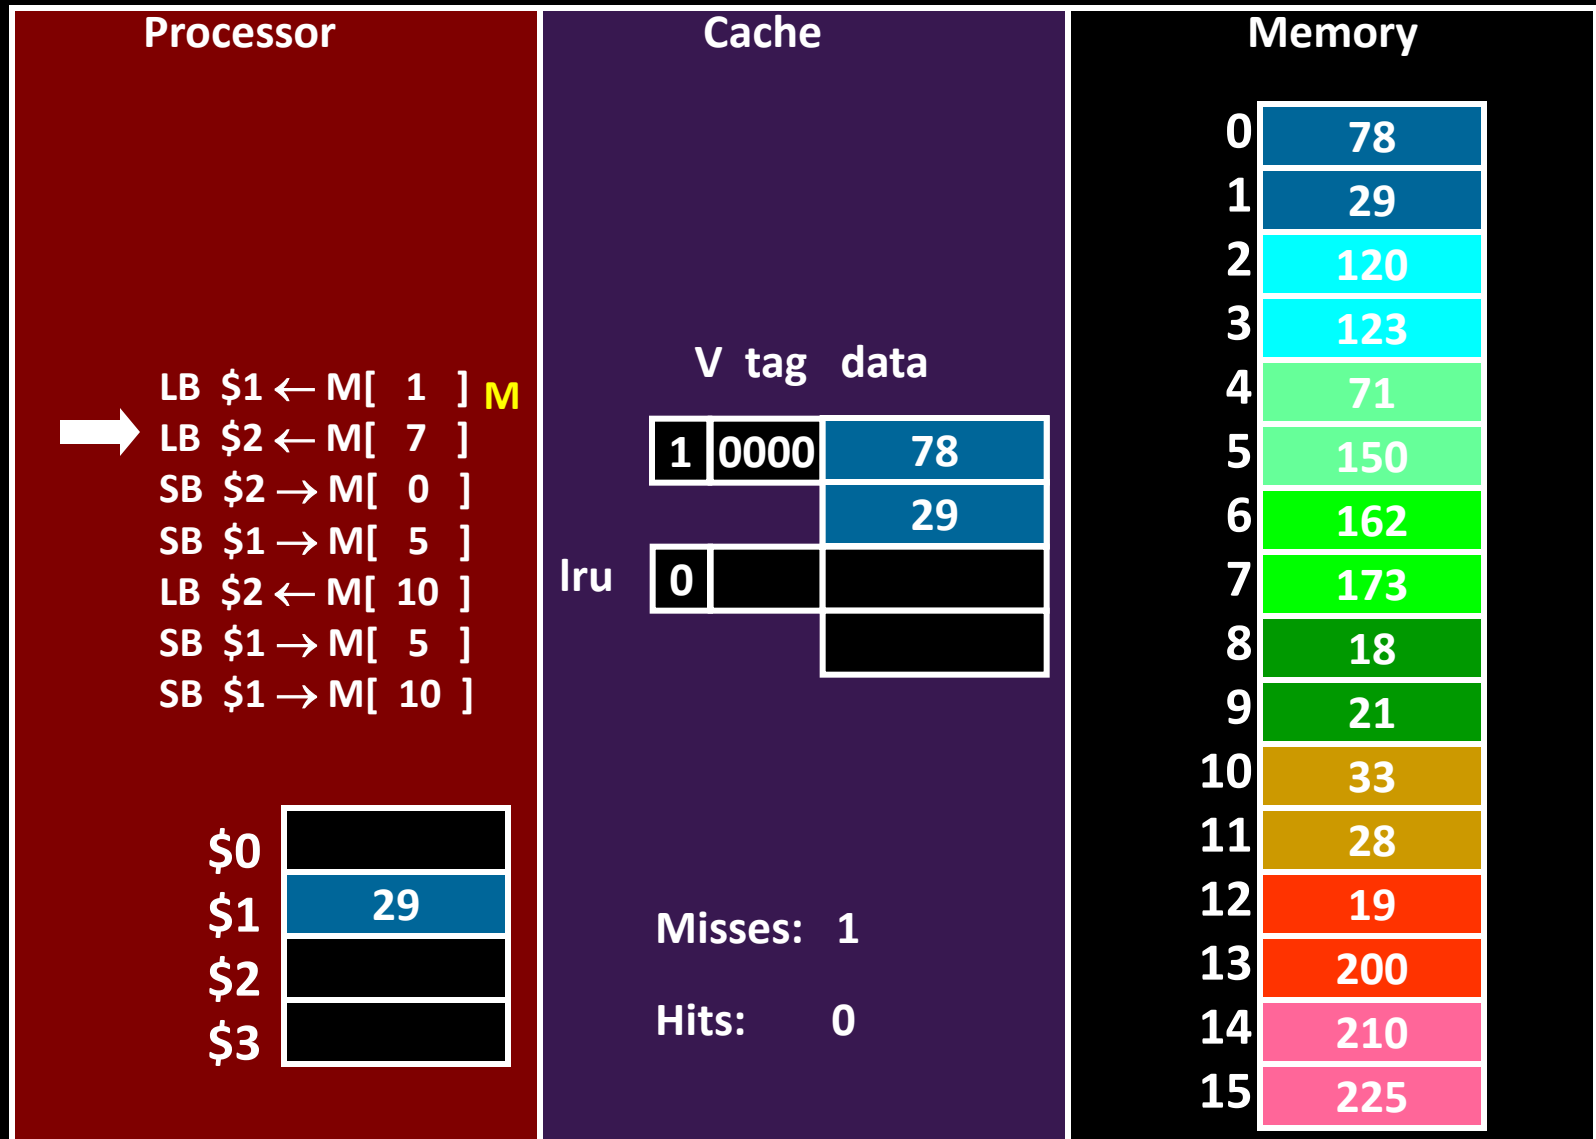 Processor
LB $1 ← M[ 1 ] M
LB $2 ← M[ 7 ]
SB $2 → M[ 0 ]
SB $1 → M[ 5 ]
LB $2 ← M[ 10 ]
SB $1 → M[ 5 ]
SB $1 → M[ 10 ]
$0
$1 29
$2
$3
Cache
V tag data
1 0000 78
29
lru 0
Misses: 1
Hits: 0
Memory
0 78
1 29
2 120
3 123
4 71
5 150
6 162
7 173
8 18
9 21
10 33
11 28
12 19
13 200
14 210
15 225